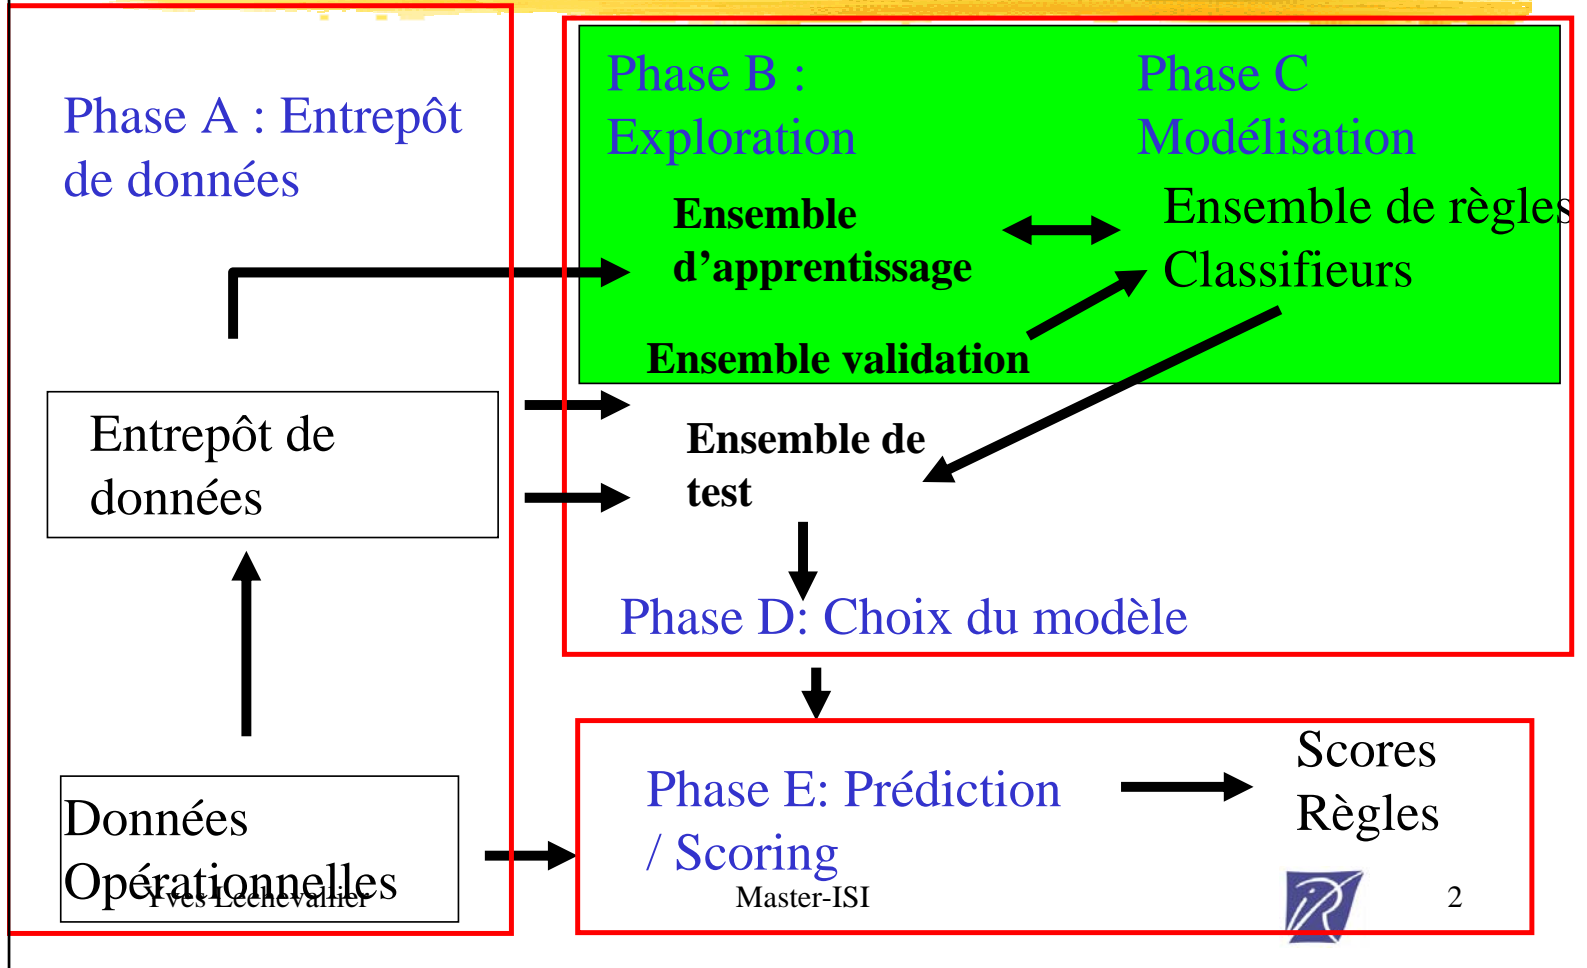 Phase A : Entrepôt
de données
Phase B :
Exploration
Phase C
Modélisation
Ensemble
d’apprentissage
Ensemble de règles
Classifieurs
Ensemble validation
Entrepôt de
données
Ensemble de
test
Phase D: Choix du modèle
Données
Opérationnelles
Phase E: Prédiction
/ Scoring
Scores
Règles
Yves Lechevallier
Master-ISI
2